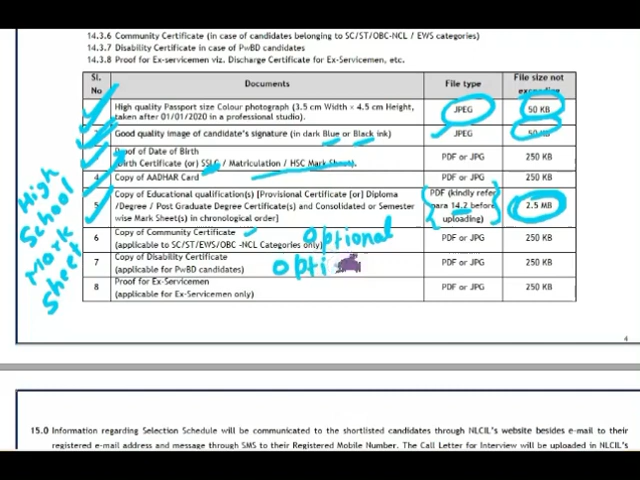 14.3.6 Community Certificate (in case of candidates belonging to SC/ST/OBC-NCL / EWS categories)
14.3.7 Disability Certificate in case of PwBD candidates
14.3.8 Proof for Ex-servicemen viz. Discharge Certificate for Ex-Servicemen, etc.
Sl. No Documents File type File size not exceeding
High quality Passport size Colour photograph (3.5 cm Width × 4.5 cm Height, JPEG 50 KB
taken after 01/01/2020 in a professional studio).
Good quality image of candidate's signature (in dark Blue or Black ink) JPEG 50 KB
Proof of Date of Birth
(Birth Certificate (or) SSLC / Matriculation / HSC Mark Sheet). PDF or JPG 250 KB
4 Copy of AADHAR Card PDF or JPG 250 KB
5 Copy of Educational qualification(s) [Provisional Certificate [or] Diploma PDF (kindly refer
/Degree / Post Graduate Degree Certificate(s) and Consolidated or Semester para 14.2 before 2.5 MB
wise Mark Sheet(s) in chronological order] uploading)
6 Copy of Community Certificate
(applicable to SC/ST/EWS/OBC -NCL Categories only) PDF or JPG 250 KB
optional
7 Copy of Disability Certificate
(applicable for PwBD candidates) PDF or JPG 250 KB
opti
8 Proof for Ex-Servicemen
(applicable for Ex-Servicemen only) PDF or JPG 250 KB
High
School
Mark
Sheet
4
15.0 Information regarding Selection Schedule will be communicated to the shortlisted candidates through NLCIL's website besides e-mail to their
registered e-mail address and message through SMS to their Registered Mobile Number. The Call Letter for Interview will be uploaded in NLCIL's